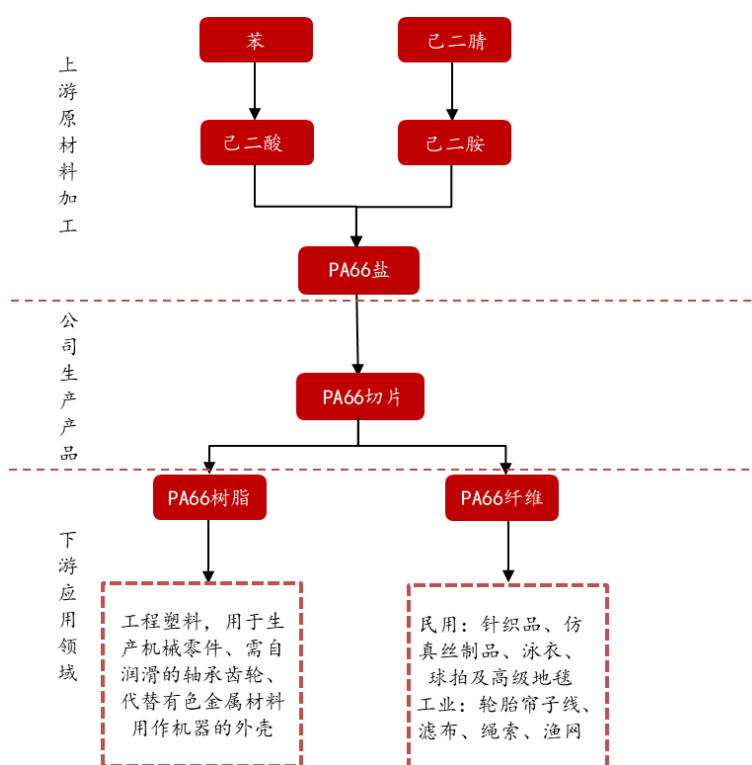 苯
己二腈
上游原材料加工
己二酸
己二胺
PA66盐
公司生产产品
PA66切片
PA66树脂
PA66纤维
下游应用领域
工程塑料，用于生
产机械零件、需自
润滑的轴承齿轮、
代替有色金属材料
用作机器的外壳
民用：针织品、仿
真丝制品、泳衣、
球拍及高级地毯
工业：轮胎帘子线、
滤布、绳索、渔网